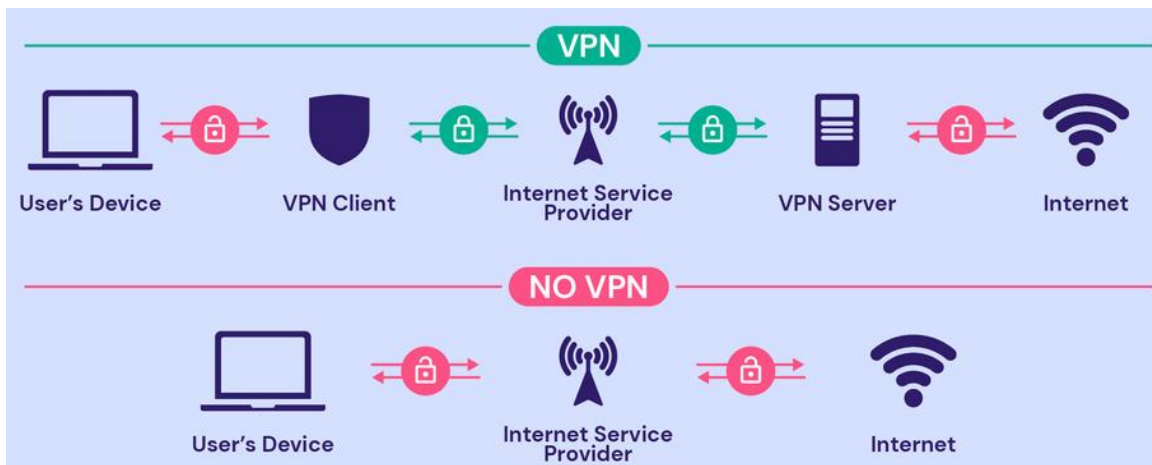 VPN
User's Device
VPN Client
Internet Service
Provider
VPN Server
Internet
NO VPN
User's Device
Internet Service
Provider
Internet